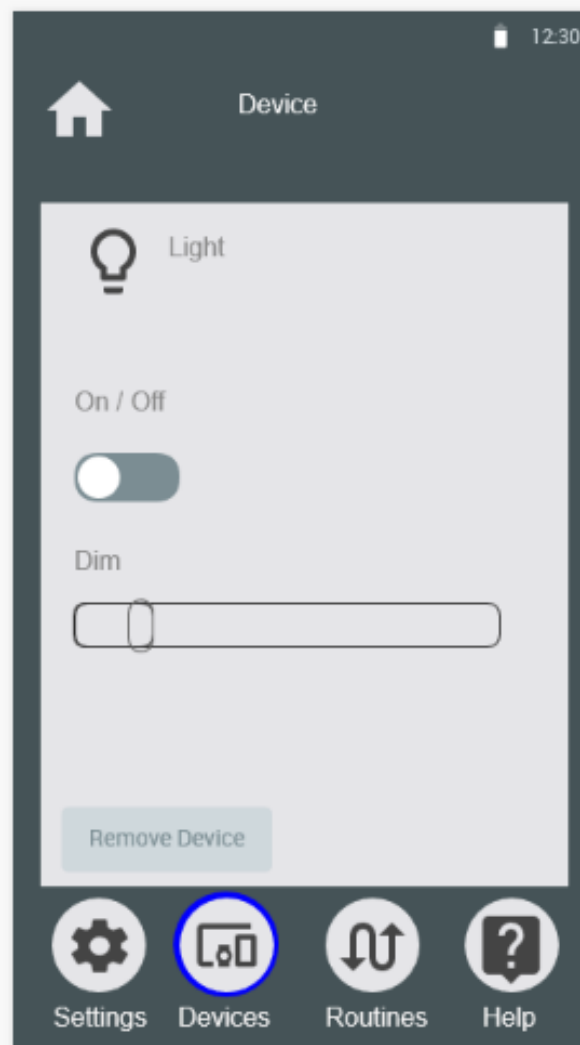 12:30
Device
Light
On / Off
Dim
Remove Device
Settings Devices Routines Help